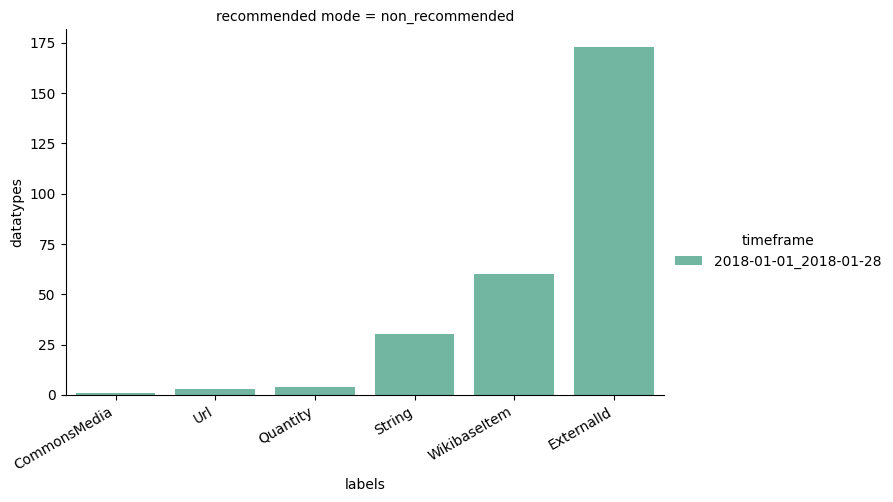 recommended mode = non_recommended
175
150
125
100
75
50
25
0
datatypes
CommonsMedia
Url
Quantity
String
WikibaseItem
ExternalId
labels
timeframe
2018-01-01_2018-01-28